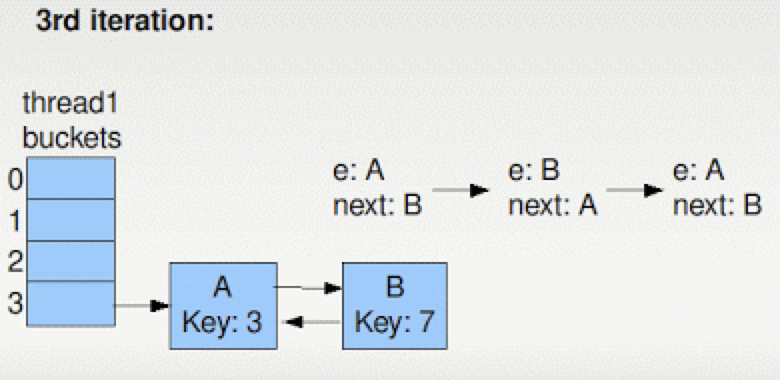 3rd iteration:
thread1
buckets
0
1
2
3
e: A
next: B
e: B
next: A
e: A
next: B
A
Key: 3
B
Key: 7